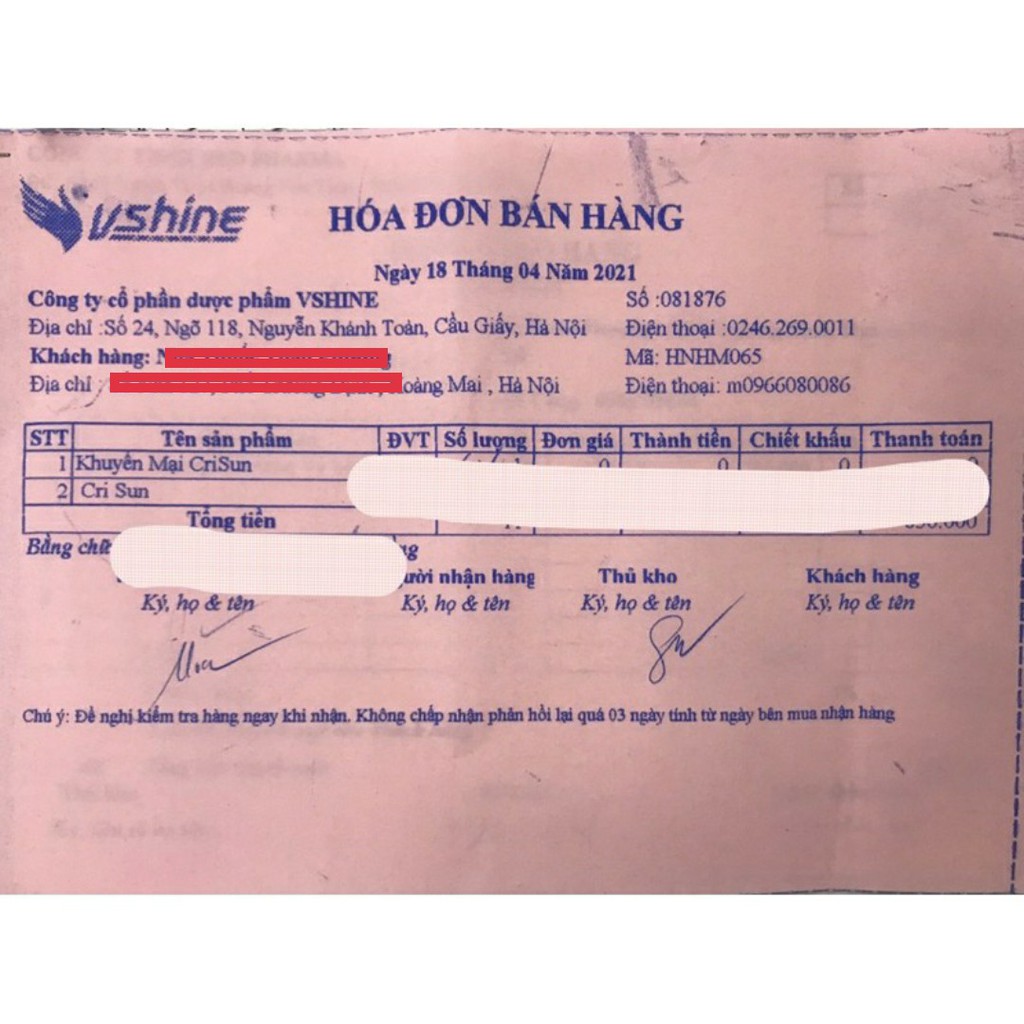 Vshine
HÓA ĐƠN BÁN HÀNG
Ngày 18 Tháng 04 Năm 2021
Công ty cổ phần dược phẩm VSHINE Số :081876
Địa chỉ :Số 24, Ngõ 118, Nguyễn Khánh Toàn, Cầu Giấy, Hà Nội Điện thoại :0246.269.0011
Khách hàng: Mã: HNHM065
Địa chỉ : Hoàng Mai , Hà Nội Điện thoại: m0966080086
STT Tên sản phẩm ĐVT Số lượng Đơn giá Thành tiền Chiết khấu Thanh toán
1 Khuyến Mại CriSun 0 0 0 0
2 Cri Sun
Tổng tiền
Bằng chữ
nhận hàng Thủ kho Khách hàng
Ký, họ & tên Ký, họ & tên Ký, họ & tên Ký, họ & tên
Chú ý: Đề nghị kiểm tra hàng ngay khi nhận. Không chấp nhận phản hồi lại quá 03 ngày tính từ ngày bên mua nhận hàng